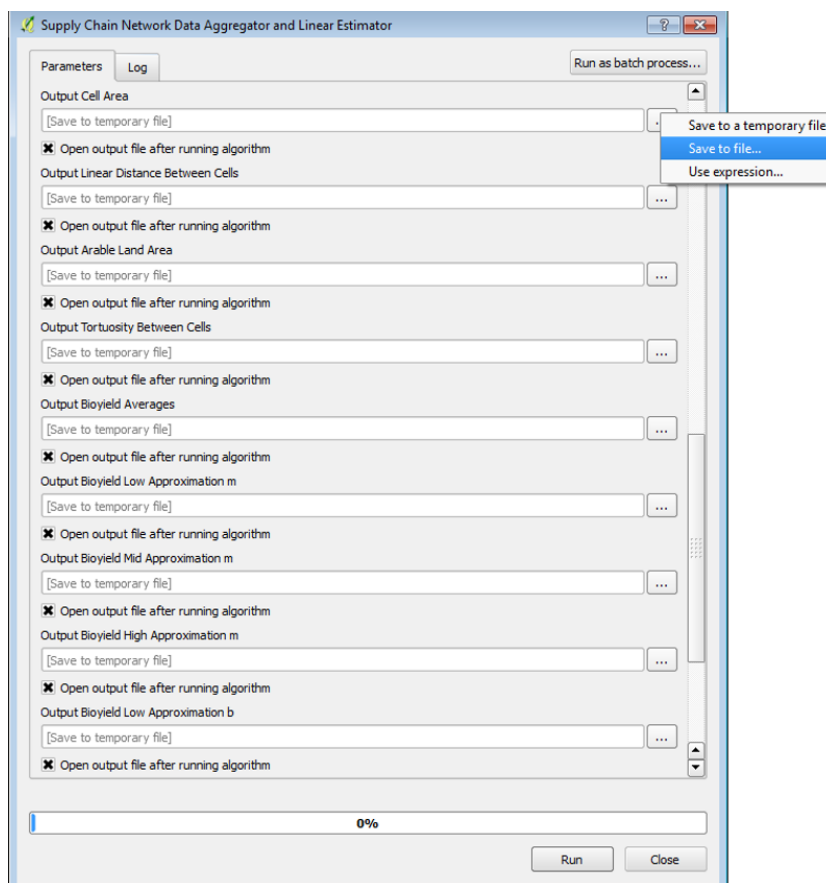 Supply Chain Network Data Aggregator and Linear Estimator
Parameters
Log
Run as batch process...
Output Cell Area
[Save to temporary file]
Save to a temporary file
Open output file after running algorithm
Save to file...
Output Linear Distance Between Cells
Use expression...
[Save to temporary file]
...
Open output file after running algorithm
Output Arable Land Area
[Save to temporary file]
...
Open output file after running algorithm
Output Tortuosity Between Cells
[Save to temporary file]
...
Open output file after running algorithm
Output Bioyield Averages
[Save to temporary file]
...
Open output file after running algorithm
Output Bioyield Low Approximation m
[Save to temporary file]
...
Open output file after running algorithm
Output Bioyield Mid Approximation m
[Save to temporary file]
...
Open output file after running algorithm
Output Bioyield High Approximation m
[Save to temporary file]
...
Open output file after running algorithm
Output Bioyield Low Approximation b
[Save to temporary file]
...
Open output file after running algorithm
0%
Run
Close